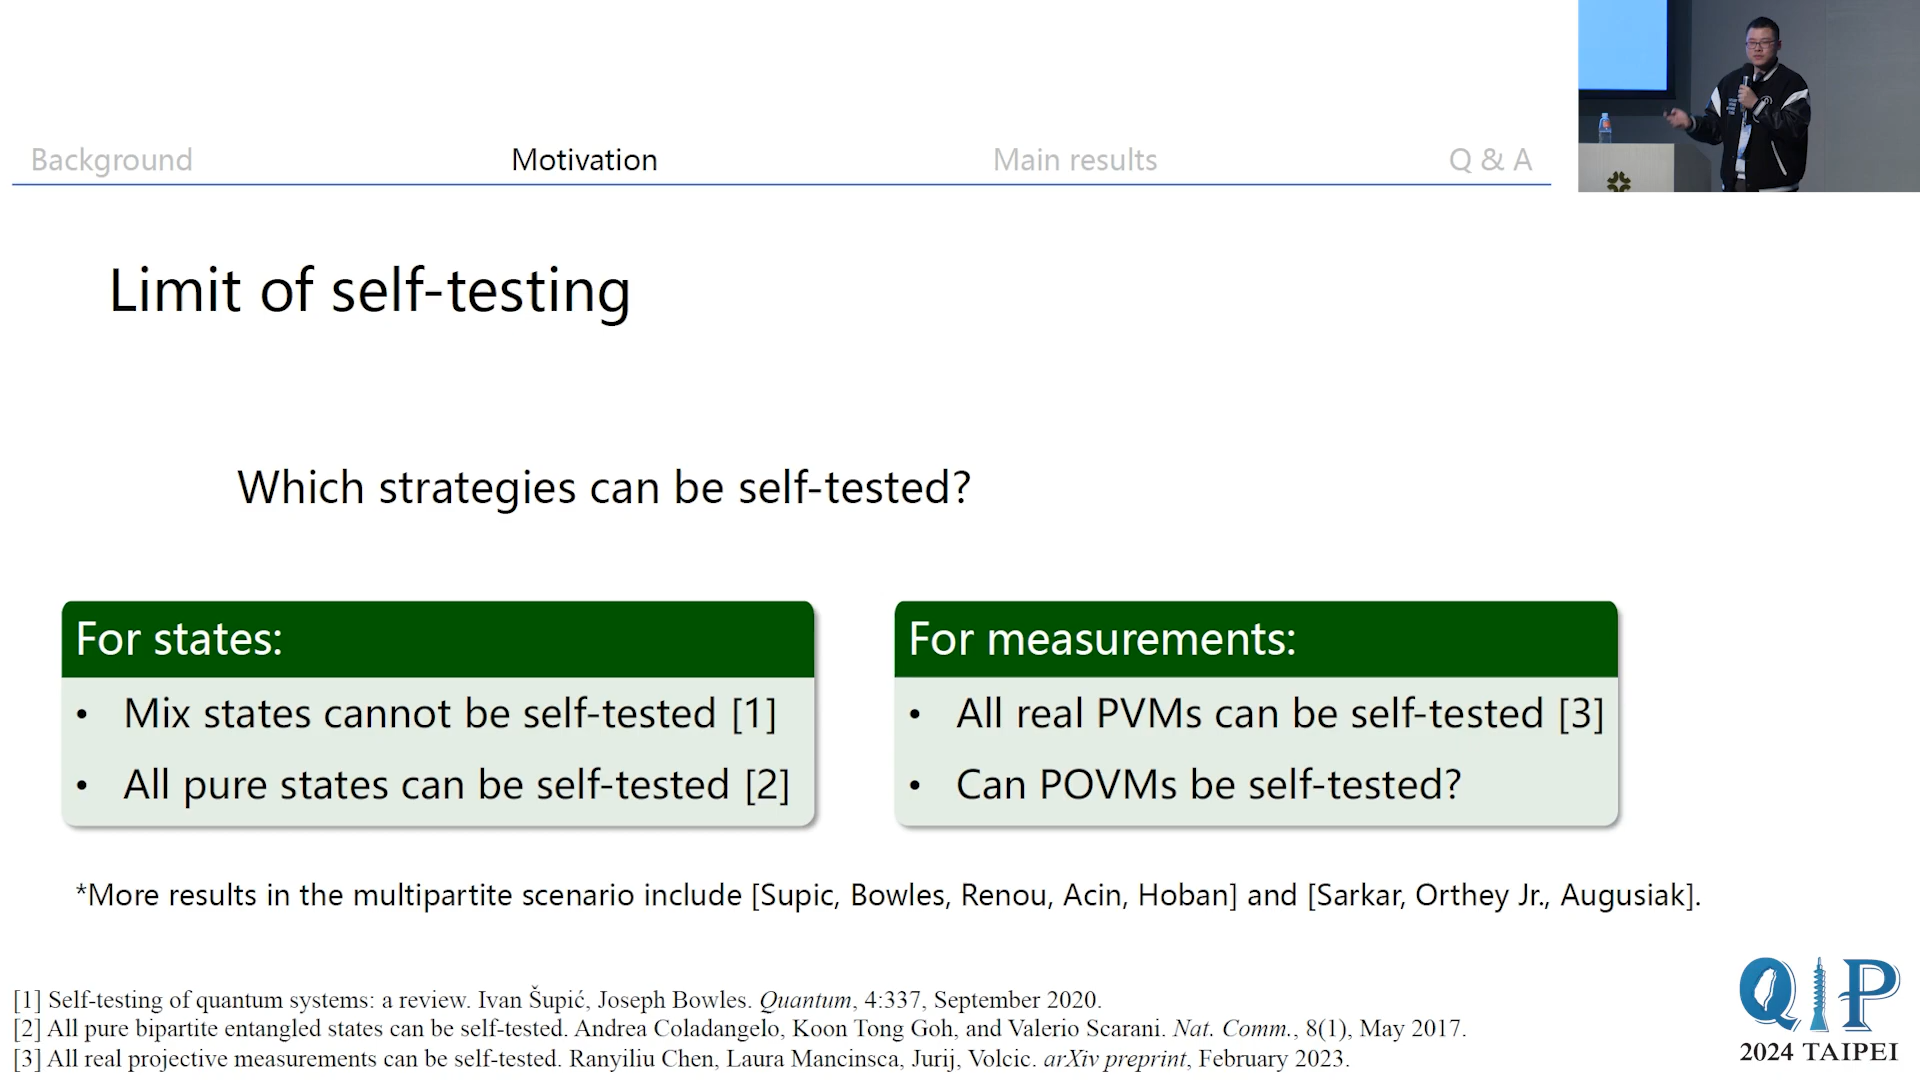 Background Motivation Main results Q & A
Limit of self-testing
Which strategies can be self-tested?
For states:
• Mix states cannot be self-tested [1]
• All pure states can be self-tested [2]
For measurements:
• All real PVMs can be self-tested [3]
• Can POVMs be self-tested?
*More results in the multipartite scenario include [Supic, Bowles, Renou, Acin, Hoban] and [Sarkar, Orthey Jr., Augusiak].
[1] Self-testing of quantum systems: a review. Ivan Šupić, Joseph Bowles. Quantum, 4:337, September 2020.
[2] All pure bipartite entangled states can be self-tested. Andrea Coladangelo, Koon Tong Goh, and Valerio Scarani. Nat. Comm., 8(1), May 2017.
[3] All real projective measurements can be self-tested. Ranyiliu Chen, Laura Mancinsca, Jurij, Volcic. arXiv preprint, February 2023.
QIP
2024 TAIPEI